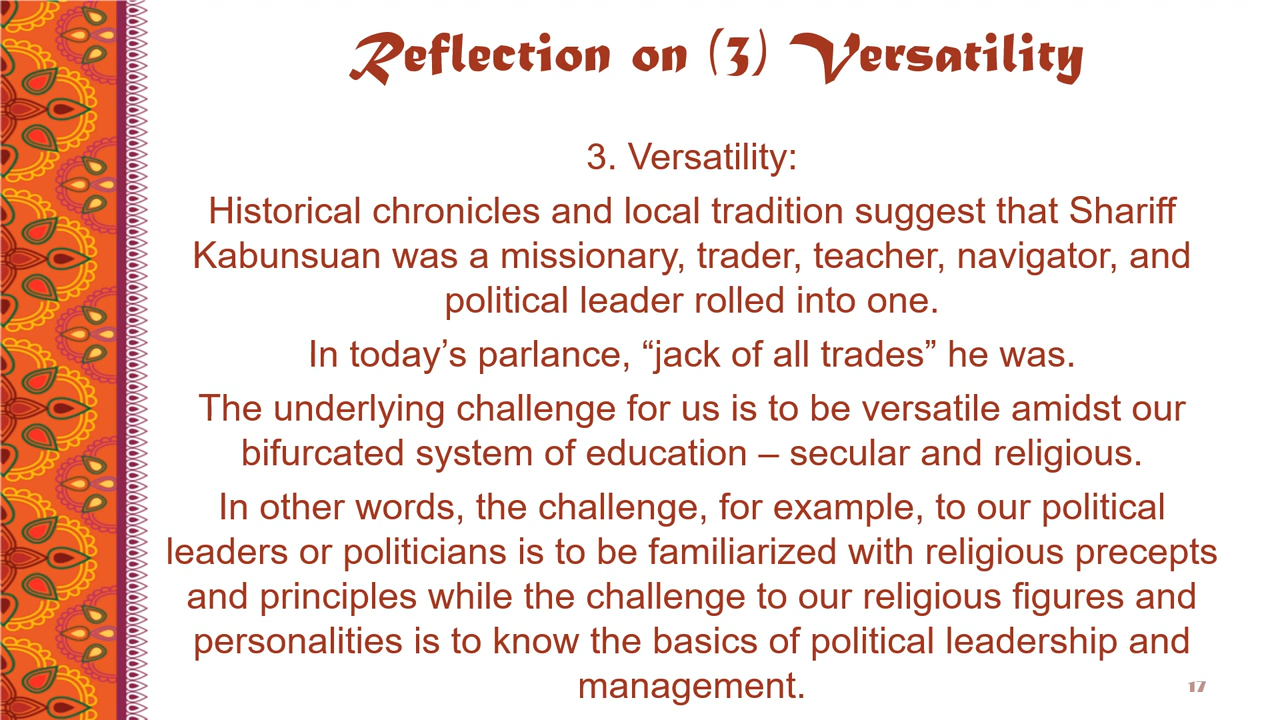 Reflection on (3) Versatility
3. Versatility:
Historical chronicles and local tradition suggest that Shariff
Kabunsuan was a missionary, trader, teacher, navigator, and
political leader rolled into one.
In today’s parlance, “jack of all trades” he was.
The underlying challenge for us is to be versatile amidst our
bifurcated system of education – secular and religious.
In other words, the challenge, for example, to our political
leaders or politicians is to be familiarized with religious precepts
and principles while the challenge to our religious figures and
personalities is to know the basics of political leadership and
management.
17